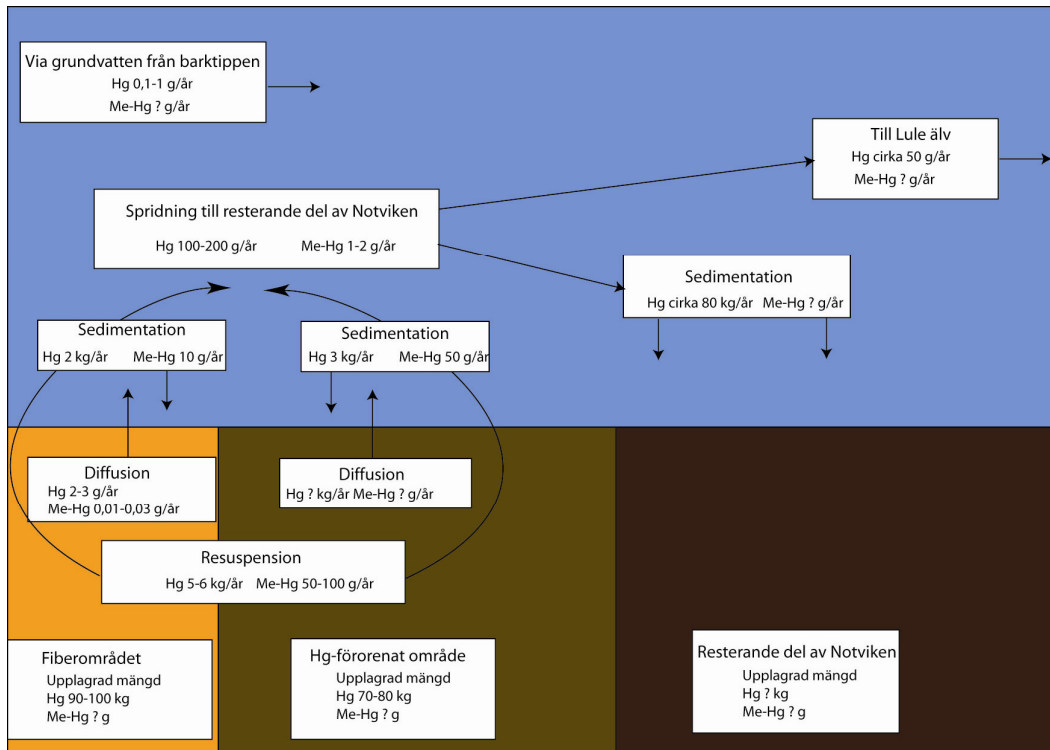 Via grundvatten från barktippen
Hg 0,1-1 g/år
Me-Hg ? g/år
Till Lule älv
Hg cirka 50 g/år
Me-Hg ? g/år
Spridning till resterande del av Notviken
Hg 100-200 g/år Me-Hg 1-2 g/år
Sedimentation
Hg cirka 80 kg/år Me-Hg ? g/år
Sedimentation
Hg 2 kg/år Me-Hg 10 g/år
Sedimentation
Hg 3 kg/år Me-Hg 50 g/år
Diffusion
Hg 2-3 g/år
Me-Hg 0,01-0,03 g/år
Diffusion
Hg ? kg/år Me-Hg ? g/år
Resuspension
Hg 5-6 kg/år Me-Hg 50-100 g/år
Fiberområdet
Upplagrad mängd
Hg 90-100 kg
Me-Hg ? g
Hg-förorenat område
Upplagrad mängd
Hg 70-80 kg
Me-Hg ? g
Resterande del av Notviken
Upplagrad mängd
Hg ? kg
Me-Hg ? g